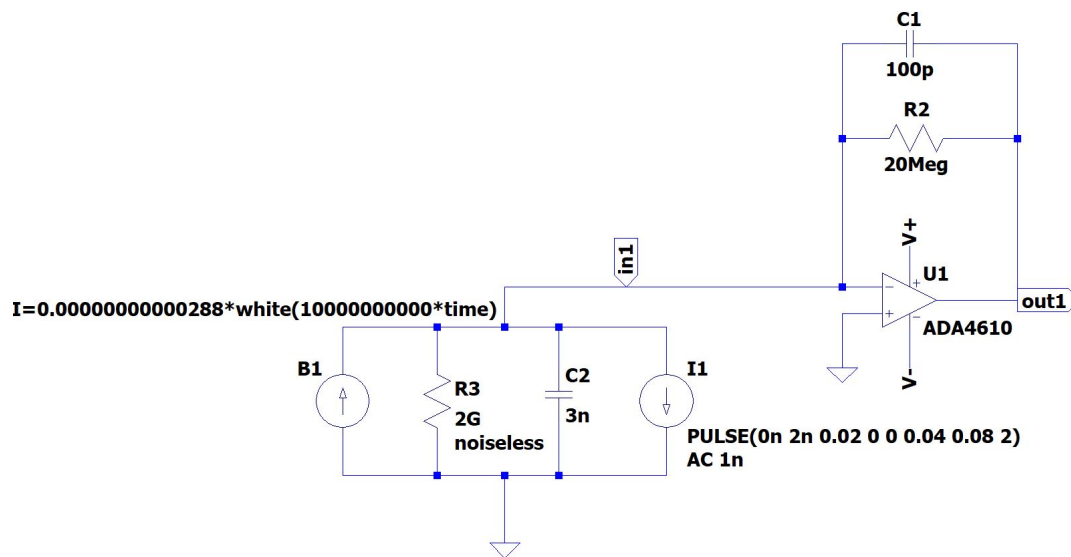 C1
100p
R2
20Meg
V+
in1
U1
out1
ADA4610
V-
I=0.00000000000288*white(10000000000*time)
B1
R3
2G
noiseless
C2
3n
I1
PULSE(0n 2n 0.02 0 0 0.04 0.08 2)
AC 1n